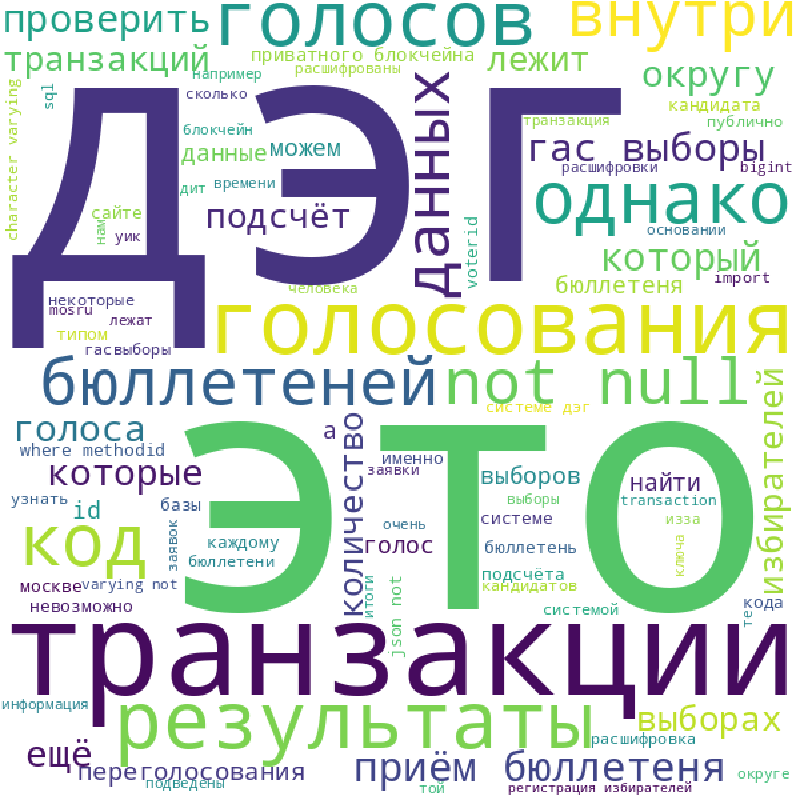 проверить
голосов
внутри
транзакций
например
приватного блокчейна
расшифрованы
лежит
округу
sql
сколько
character varying
ДЭГ
данных
кандидата
публично
транзакция
блокчейн
данные
можем
гас выборы
расшифровки
bigint
дит
времени
сайте
нам
уик
подсчёт
voterid
однако
основании
который
import
бюллетеня
человека
некоторые
mosru
лежат
типом
гасвыборы
голосования
бюллетеней
not null
избирателей
системе дэг
голоса
where methodid
которые
а
количество
именно
заявки
выборов
найти
узнать
id
базы
выборы
transaction
это
код
заявок
каждому
бюллетени
очень
голос
системе
изза
бюллетень
ключа
москве
varying not
невозможно
итоги
json not
подсчёта
кандидатов
системой
кода
те
транзакции
информация
результаты
выборах
расшифровка
ещё
переголосования
подведены
приём бюллетеня
той
регистрация избирателей
округе